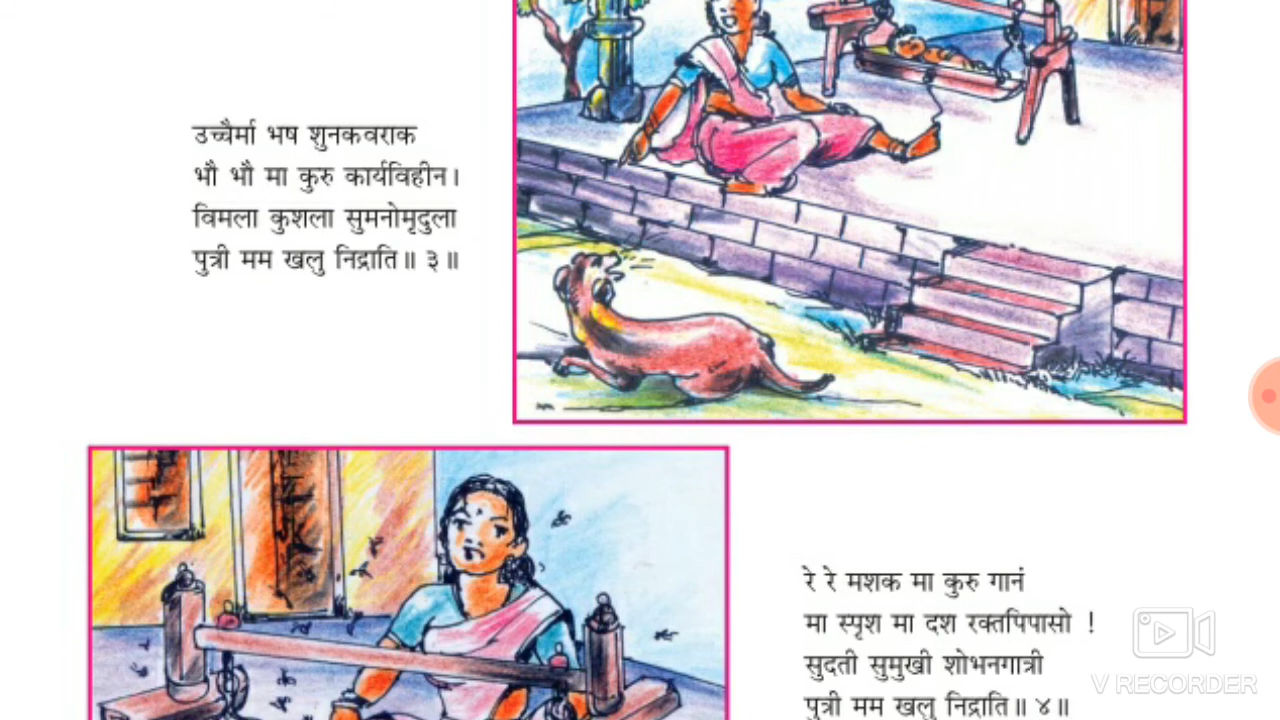 उच्चैर्मा भष शुनकवराक
भौ भौ मा कुरु कार्यविहीन।
विमला कुशला सुमनोमृदुला
पुत्री मम खलु निद्राति॥ ३॥
रे रे मशक मा कुरु गानं
मा स्पृश मा दश रक्तपिपासो !
सुदती सुमुखी शोभनगात्री
पुत्री मम खलु निद्राति॥ ४॥
V RECORDER